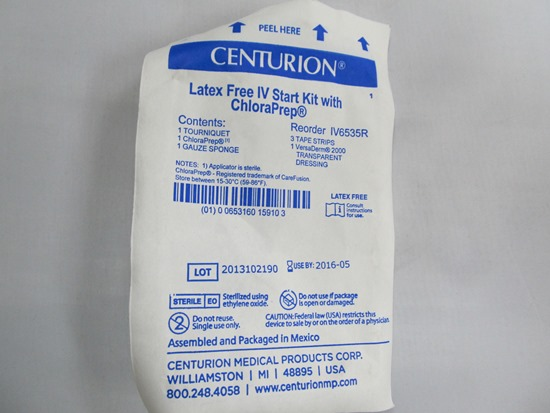 PEEL HERE
CENTURION®
Latex Free IV Start Kit with
ChloraPrep®
1
Contents:
1 TOURNIQUET
1 ChloraPrep® (1)
1 GAUZE SPONGE
Reorder IV6535R
3 TAPE STRIPS
1 VersaDerm® 2000
TRANSPARENT
DRESSING
NOTES: 1) Applicator is sterile.
ChloraPrep® - Registered trademark of CareFusion.
Store between 15-30°C (59-86°F).
LATEX FREE
Consult
instructions
for use.
(01) 0 0653160 15910 3
LOT 2013102190 USE BY: 2016-05
STERILE EO Sterilized using
ethylene oxide.
Do not use if package
is open or damaged.
2 Do not reuse.
Single use only.
CAUTION: Federal law (USA) restricts this
device to sale by or on the order of a physician.
Assembled and Packaged in Mexico
CENTURION MEDICAL PRODUCTS CORP.
WILLIAMSTON | MI | 48895 | USA
800.248.4058 | www.centurionmp.com